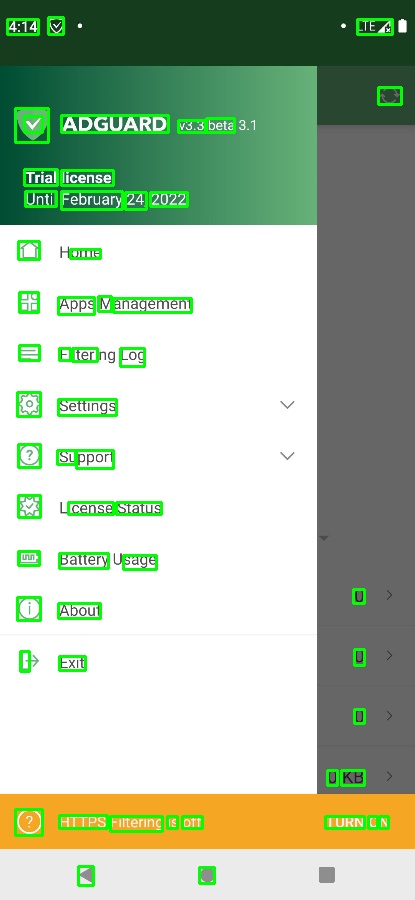 4:14 LTE
ADGUARD v3.3 beta 3.1
Trial license
Until February 24 2022
Home
Apps Management
Filtering Log
Settings
Support
License Status
Battery Usage
About
Exit
0
0
0
0 KB
HTTPS Filtering is off TURN ON